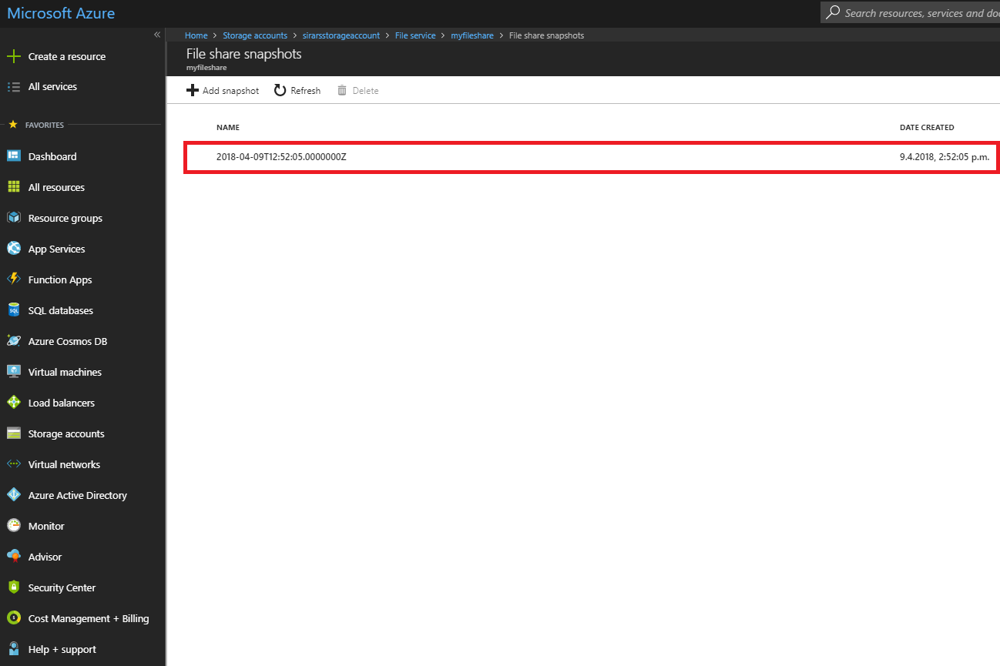 Microsoft Azure
Search resources, services and do
«
Home > Storage accounts > sirarsstorageaccount > File service > myfileshare > File share snapshots
File share snapshots
myfileshare
Add snapshot Refresh Delete
NAME DATE CREATED
2018-04-09T12:52:05.0000000Z 9.4.2018, 2:52:05 p.m.
Create a resource
All services
FAVORITES
Dashboard
All resources
Resource groups
App Services
Function Apps
SQL databases
Azure Cosmos DB
Virtual machines
Load balancers
Storage accounts
Virtual networks
Azure Active Directory
Monitor
Advisor
Security Center
Cost Management + Billing
Help + support